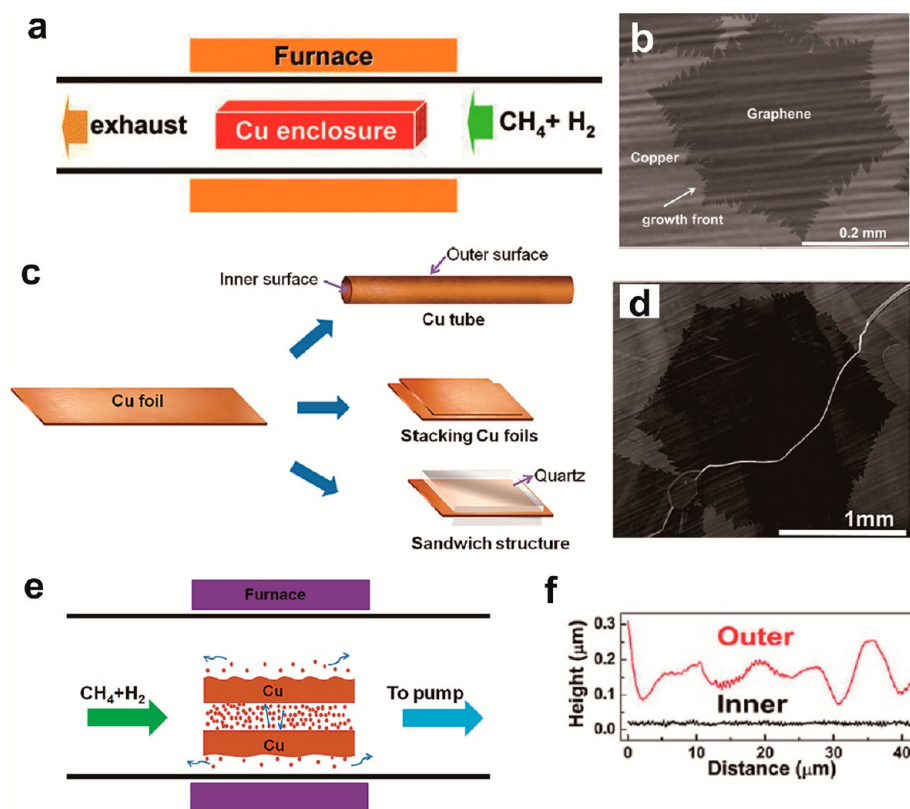 a
Furnace
exhaust
Cu enclosure
CH₄+ H₂
b
Graphene
Copper
growth front
0.2 mm
c
Outer surface
Inner surface
Cu tube
Cu foil
Stacking Cu foils
Quartz
Sandwich structure
d
1mm
e
Furnace
CH₄+H₂
Cu
Cu
To pump
f
Height (μm)
0.3
0.2
0.1
0.0
Outer
Inner
0 10 20 30 40
Distance (μm)